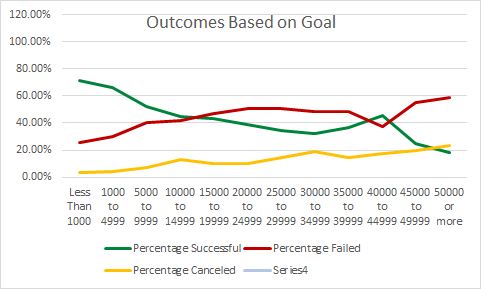 Outcomes Based on Goal
120.00%
100.00%
80.00%
60.00%
40.00%
20.00%
0.00%
Less Than 1000
1000 to 4999
5000 to 9999
10000 to 14999
15000 to 19999
20000 to 24999
25000 to 29999
30000 to 34999
35000 to 39999
40000 to 44999
45000 to 49999
50000 or more
Percentage Successful
Percentage Failed
Percentage Canceled
Series4